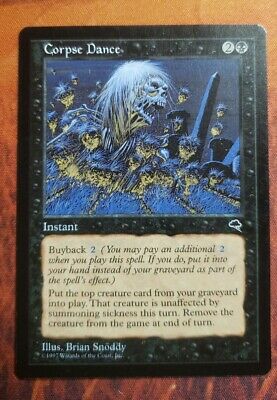 Corpse Dance 2
Instant
Buyback 2 (You may pay an additional 2
when you play this spell. If you do, put it into
your hand instead of your graveyard as part of
the spell's effect.)
Put the top creature card from your graveyard
into play. That creature is unaffected by
summoning sickness this turn. Remove the
creature from the game at end of turn.
Illus. Brian Snōddy
©1997 Wizards of the Coast, Inc.